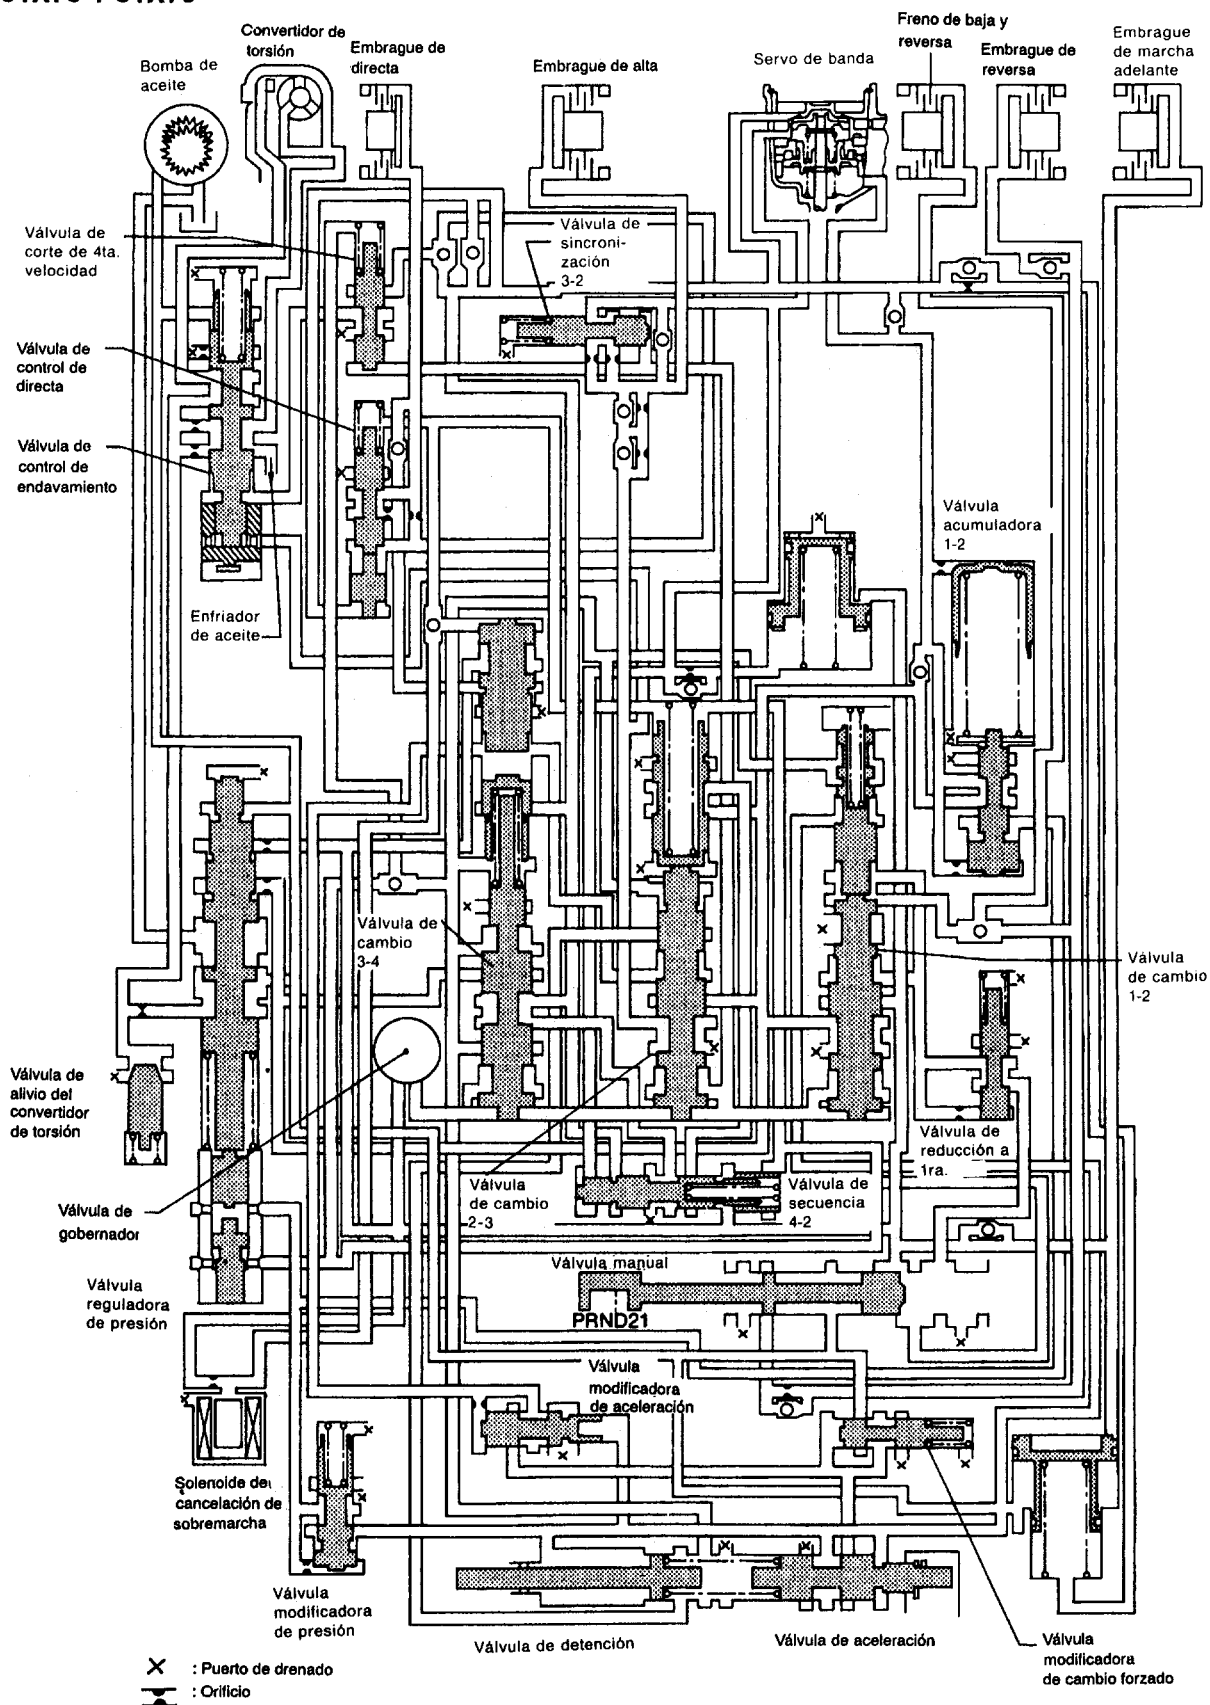 Convertidor de
torsión
Bomba de
aceite
Embrague de
directa
Embrague de alta
Servo de banda
Freno de baja y
reversa
Embrague de
reversa
Embrague
de marcha
adelante
Válvula de
corte de 4ta.
velocidad
Válvula de
sincroni-
zación
3-2
Válvula de
control de
directa
Válvula de
control de
endavamiento
Válvula
acumuladora
1-2
Enfriador
de aceite
Válvula de
cambio
3-4
Válvula
de cambio
1-2
Válvula de
alivio del
convertidor
de torsión
Válvula de
reducción a
1ra.
Válvula
de cambio
2-3
Válvula de
secuencia
4-2
Válvula de
gobernador
Válvula manual
PRND21
Válvula
reguladora
de presión
Válvula
modificadora
de aceleración
Solenoide de
cancelación de
sobremarcha
Válvula
modificadora
de presión
Válvula de detención
Válvula de aceleración
Válvula
modificadora
de cambio forzado
X : Puerto de drenado
: Orificio